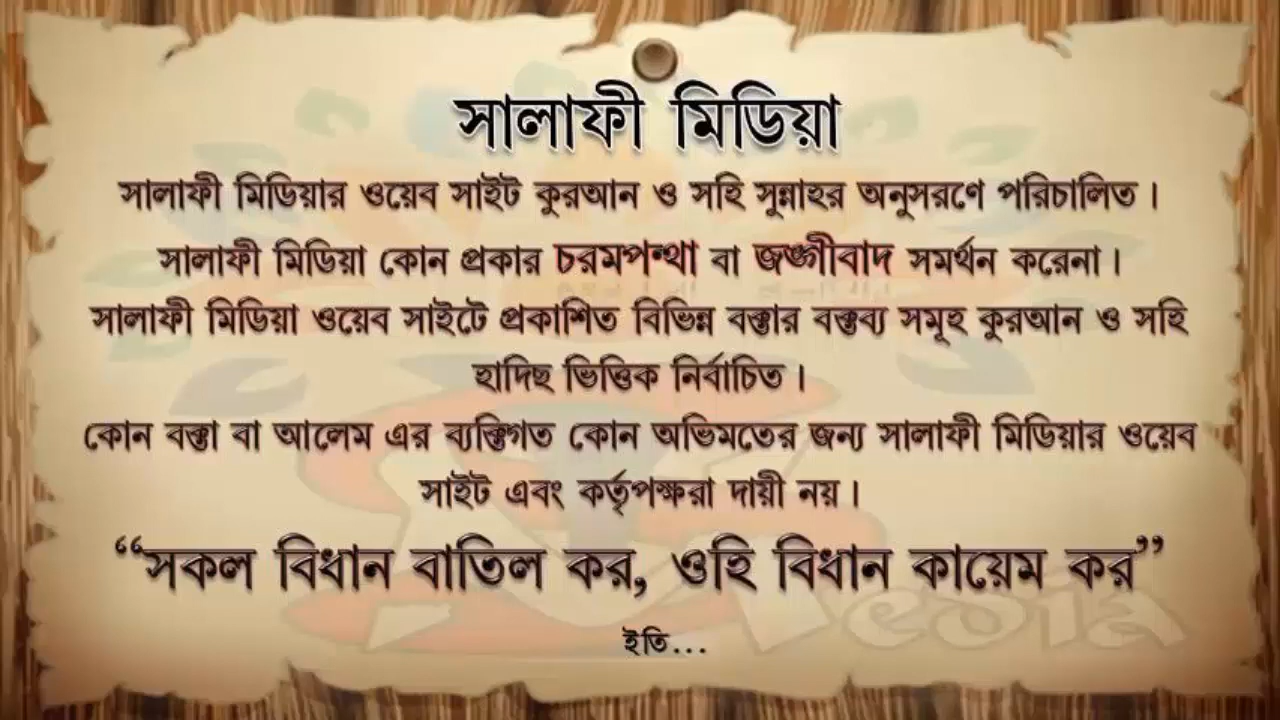 সালাফী মিডিয়া
সালাফী মিডিয়ার ওয়েব সাইট কুরআন ও সহি সুন্নাহর অনুসরণে পরিচালিত।
সালাফী মিডিয়া কোন প্রকার চরমপন্থা বা জঙ্গীবাদ সমর্থন করেনা।
সালাফী মিডিয়া ওয়েব সাইটে প্রকাশিত বিভিন্ন বক্তার বক্তব্য সমূহ কুরআন ও সহি
হাদিছ ভিত্তিক নির্বাচিত।
কোন বক্তা বা আলেম এর ব্যক্তিগত কোন অভিমতের জন্য সালাফী মিডিয়ার ওয়েব
সাইট এবং কর্তৃপক্ষরা দায়ী নয়।
“সকল বিধান বাতিল কর, ওহি বিধান কায়েম কর”
ইতি...